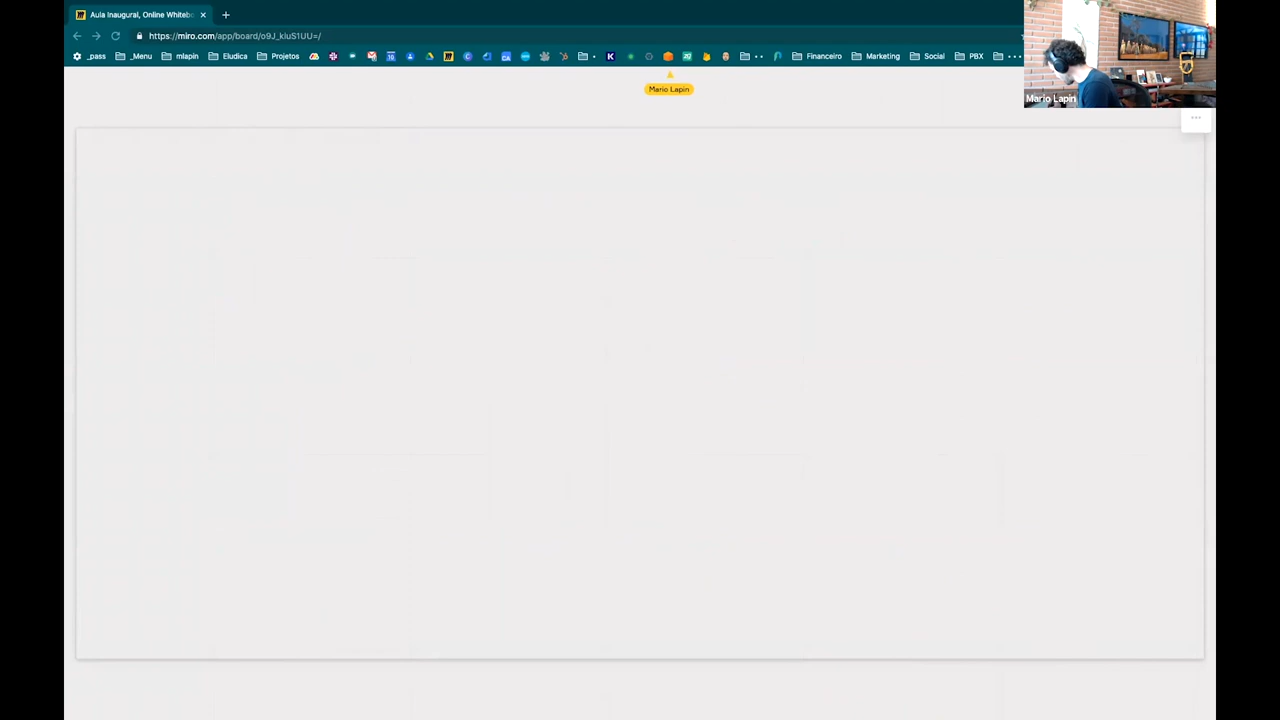 Aula Inaugural, Online Whitebo
https://miro.com/app/board/o9J_kluS1UU=/
_pass
_Menu
mlapin
Eludica
Projetos
Financeiro
Marketing
Social
PBX
Mario Lapin
Mario Lapin